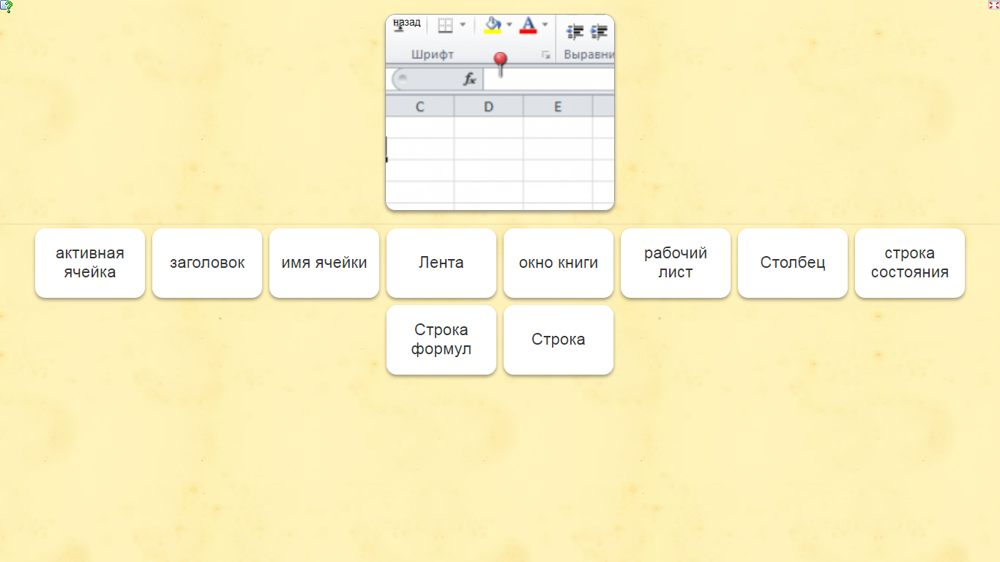 назад
Шрифт
Выравни
fx
C D E
активная
ячейка
заголовок
имя ячейки
Лента
окно книги
рабочий
лист
Столбец
строка
состояния
Строка
формул
Строка